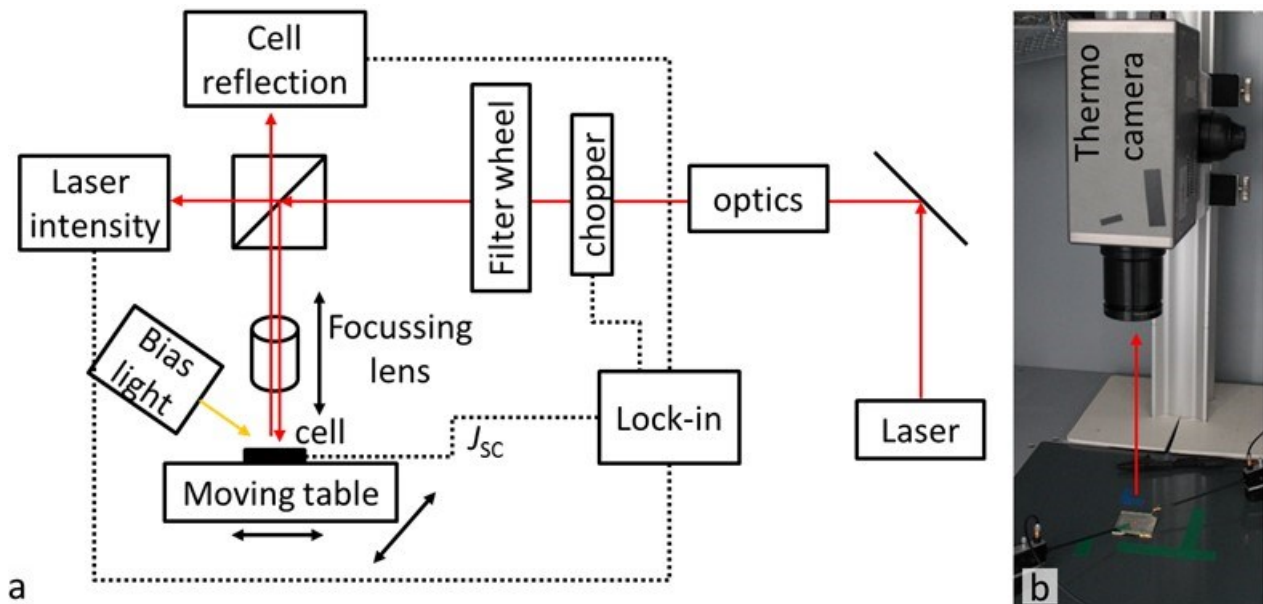 Cell
reflection
Laser
intensity
Filter wheel
chopper
optics
Focussing
lens
Bias
light
cell
J_SC
Lock-in
Laser
Moving table
a
Thermo
camera
b